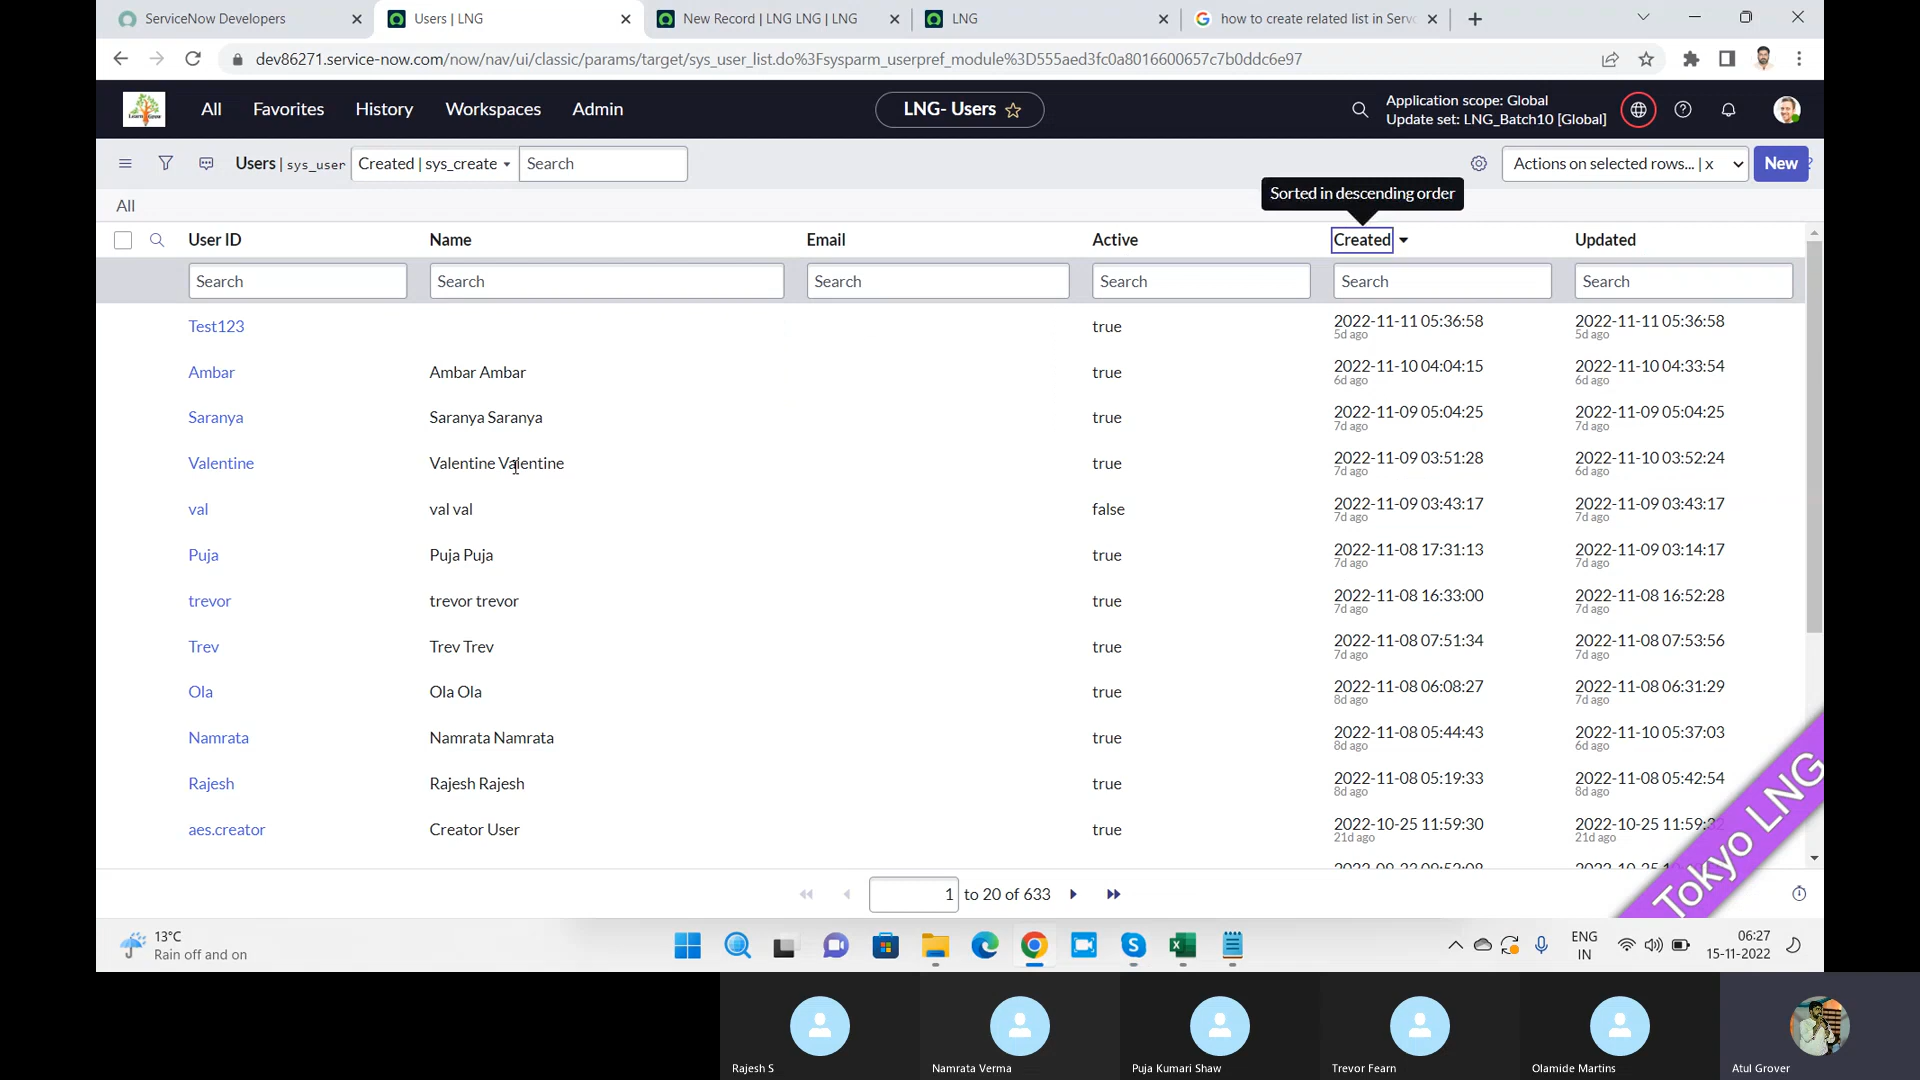 ServiceNow Developers
Users | LNG
New Record | LNG LNG | LNG
LNG
how to create related list in Serv
dev86271.service-now.com/now/nav/ui/classic/params/target/sys_user_list.do%3Fsysparm_userpref_module%3D555aed3fc0a8016600657c7b0ddc6e97
All Favorites History Workspaces Admin
LNG- Users
Application scope: Global
Update set: LNG_Batch10 [Global]
Users | sys_user Created | sys_create Search
Actions on selected rows... | x New
Sorted in descending order
All
User ID Name Email Active Created Updated
Search Search Search Search Search Search
Test123 true 2022-11-11 05:36:58 2022-11-11 05:36:58
5d ago 5d ago
Ambar Ambar Ambar true 2022-11-10 04:04:15 2022-11-10 04:33:54
6d ago 6d ago
Saranya Saranya Saranya true 2022-11-09 05:04:25 2022-11-09 05:04:25
7d ago 7d ago
Valentine Valentine Valentine true 2022-11-09 03:51:28 2022-11-10 03:52:24
7d ago 6d ago
val val val false 2022-11-09 03:43:17 2022-11-09 03:43:17
7d ago 7d ago
Puja Puja Puja true 2022-11-08 17:31:13 2022-11-09 03:14:17
7d ago 7d ago
trevor trevor trevor true 2022-11-08 16:33:00 2022-11-08 16:52:28
7d ago 7d ago
Trev Trev Trev true 2022-11-08 07:51:34 2022-11-08 07:53:56
7d ago 7d ago
Ola Ola Ola true 2022-11-08 06:08:27 2022-11-08 06:31:29
8d ago 7d ago
Namrata Namrata Namrata true 2022-11-08 05:44:43 2022-11-10 05:37:03
8d ago 6d ago
Rajesh Rajesh Rajesh true 2022-11-08 05:19:33 2022-11-08 05:42:54
8d ago 8d ago
aes.creator Creator User true 2022-10-25 11:59:30 2022-10-25 11:59:32
21d ago 21d ago
Tokyo LNG
1 to 20 of 633
13°C
Rain off and on
ENG
IN
06:27
15-11-2022
Rajesh S
Namrata Verma
Puja Kumari Shaw
Trevor Fearn
Olamide Martins
Atul Grover